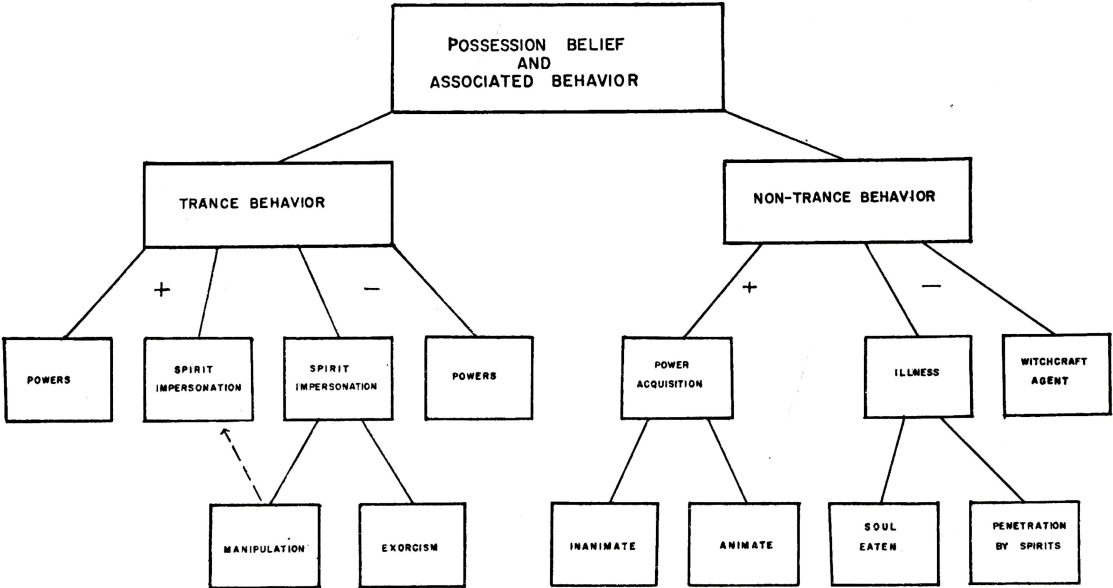 POSSESSION BELIEF
AND
ASSOCIATED BEHAVIOR
TRANCE BEHAVIOR
NON-TRANCE BEHAVIOR
+
−
+
−
POWERS
SPIRIT
IMPERSONATION
SPIRIT
IMPERSONATION
POWERS
POWER
ACQUISITION
ILLNESS
WITCHCRAFT
AGENT
MANIPULATION
EXORCISM
INANIMATE
ANIMATE
SOUL
EATEN
PENETRATION
BY SPIRITS